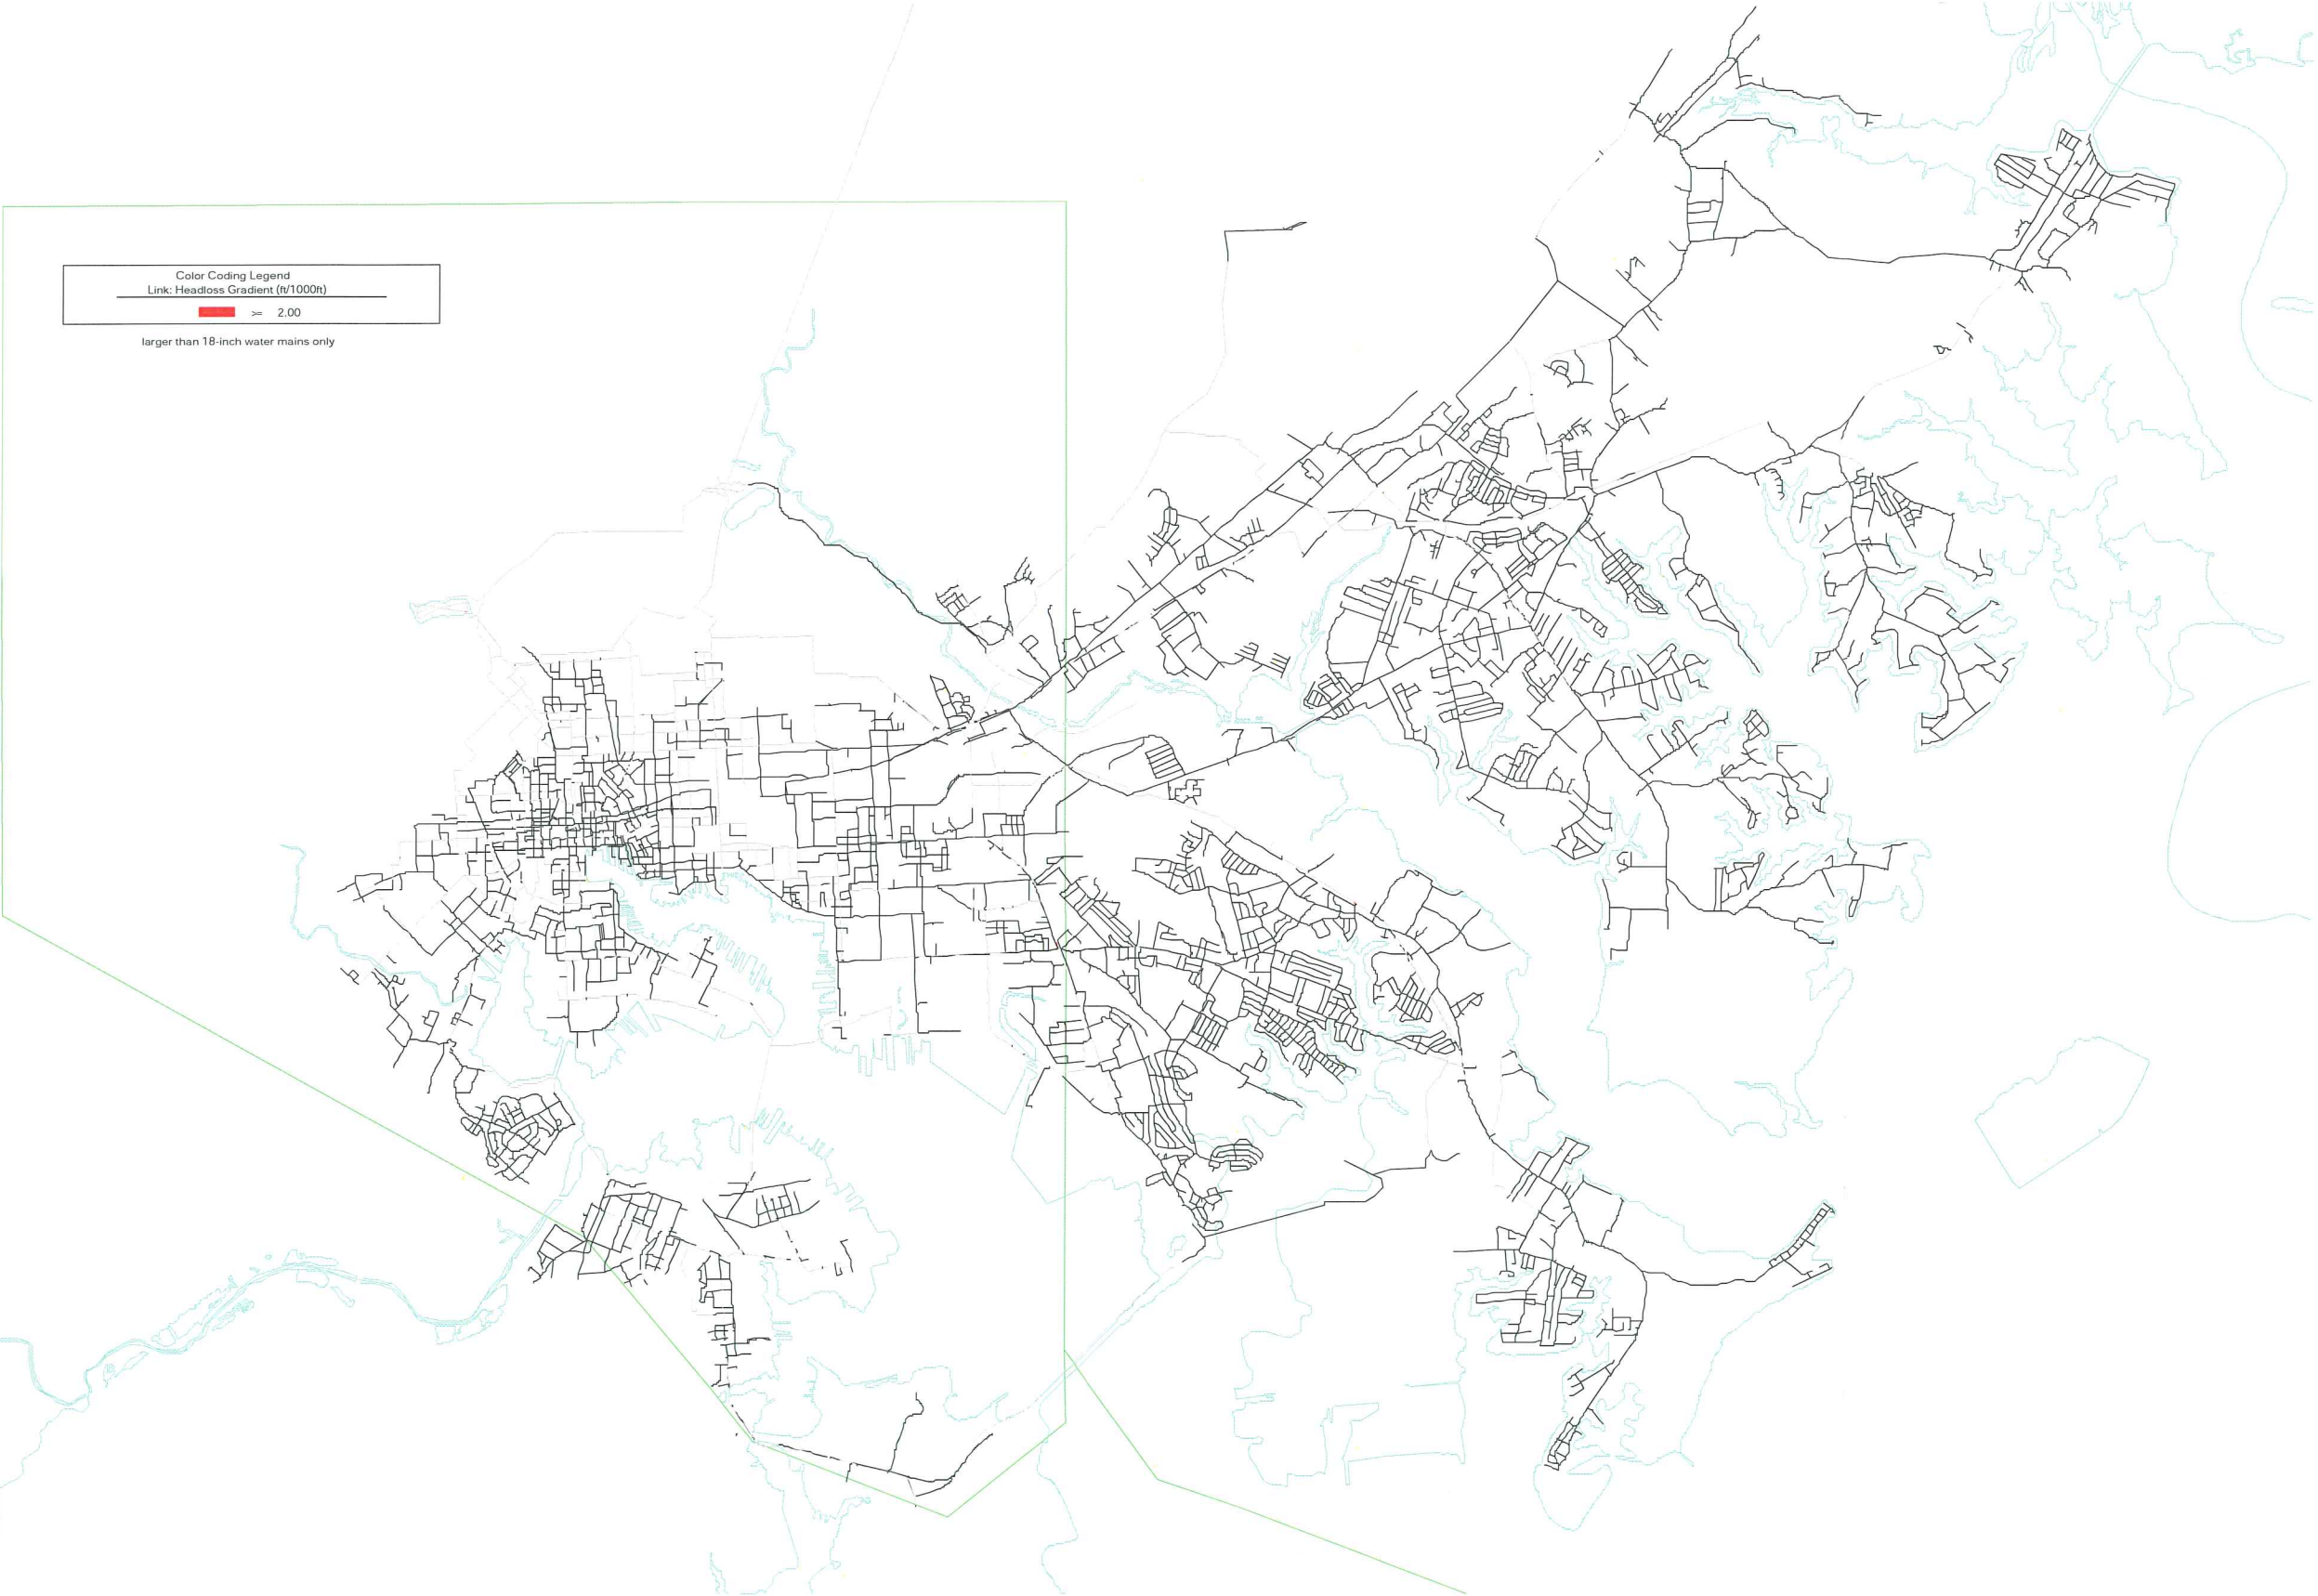 Color Coding Legend
Link: Headloss Gradient (ft/1000ft)
>= 2.00
larger than 18-inch water mains only